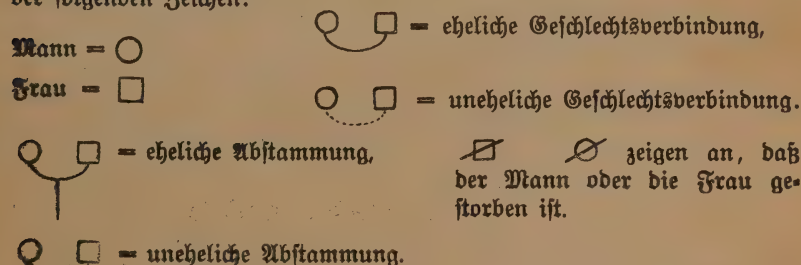 der folgenden Zeichen:
= eheliche Geschlechtsverbindung,
Mann =
Frau =
= uneheliche Geschlechtsverbindung.
= eheliche Abstammung,
zeigen an, daß
der Mann oder die Frau ge-
storben ist.
= uneheliche Abstammung.